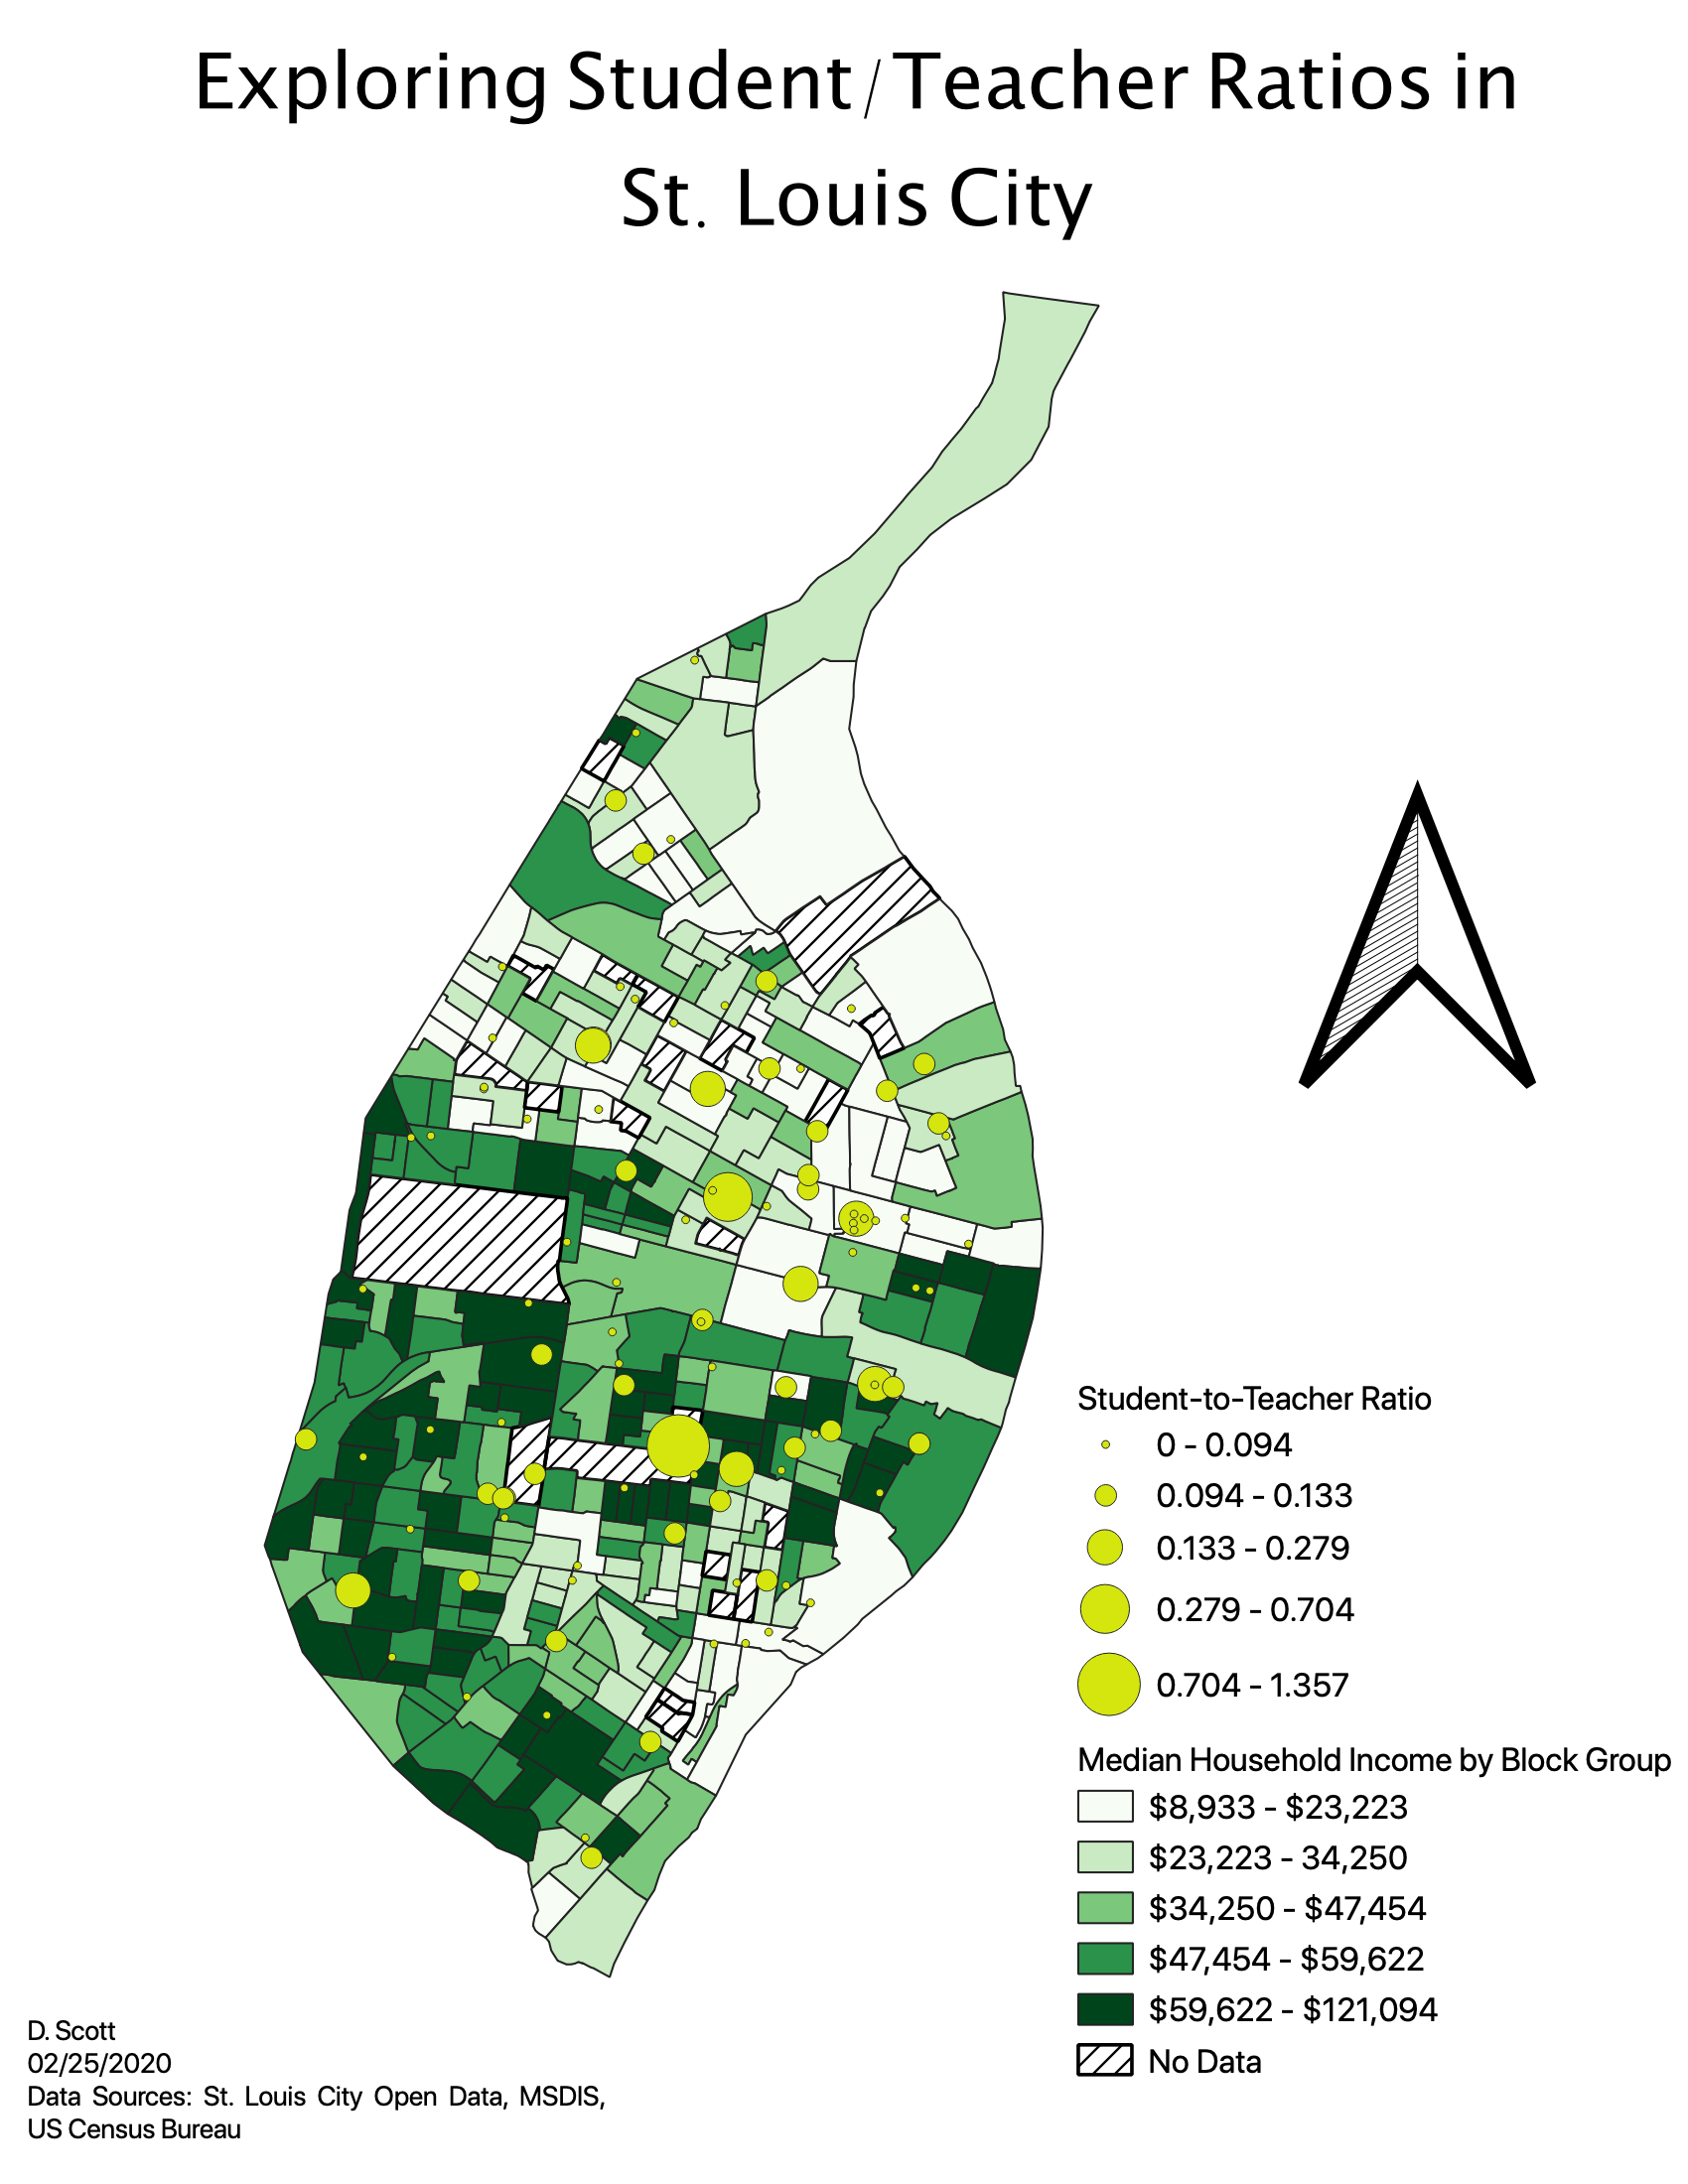 Exploring Student/Teacher Ratios in
St. Louis City
Student-to-Teacher Ratio
0 - 0.094
0.094 - 0.133
0.133 - 0.279
0.279 - 0.704
0.704 - 1.357
Median Household Income by Block Group
$8,933 - $23,223
$23,223 - 34,250
$34,250 - $47,454
$47,454 - $59,622
$59,622 - $121,094
No Data
D. Scott
02/25/2020
Data Sources: St. Louis City Open Data, MSDIS,
US Census Bureau